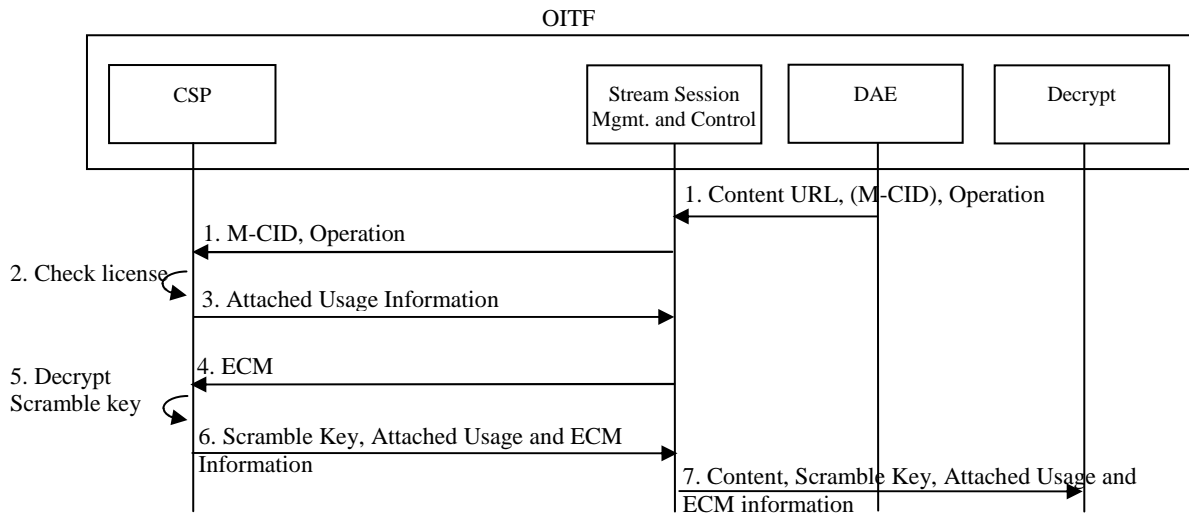 OITF
CSP
Stream Session
Mgmt. and Control
DAE
Decrypt
1. Content URL, (M-CID), Operation
1. M-CID, Operation
2. Check license
3. Attached Usage Information
4. ECM
5. Decrypt
Scramble key
6. Scramble Key, Attached Usage and ECM
Information
7. Content, Scramble Key, Attached Usage and
ECM information